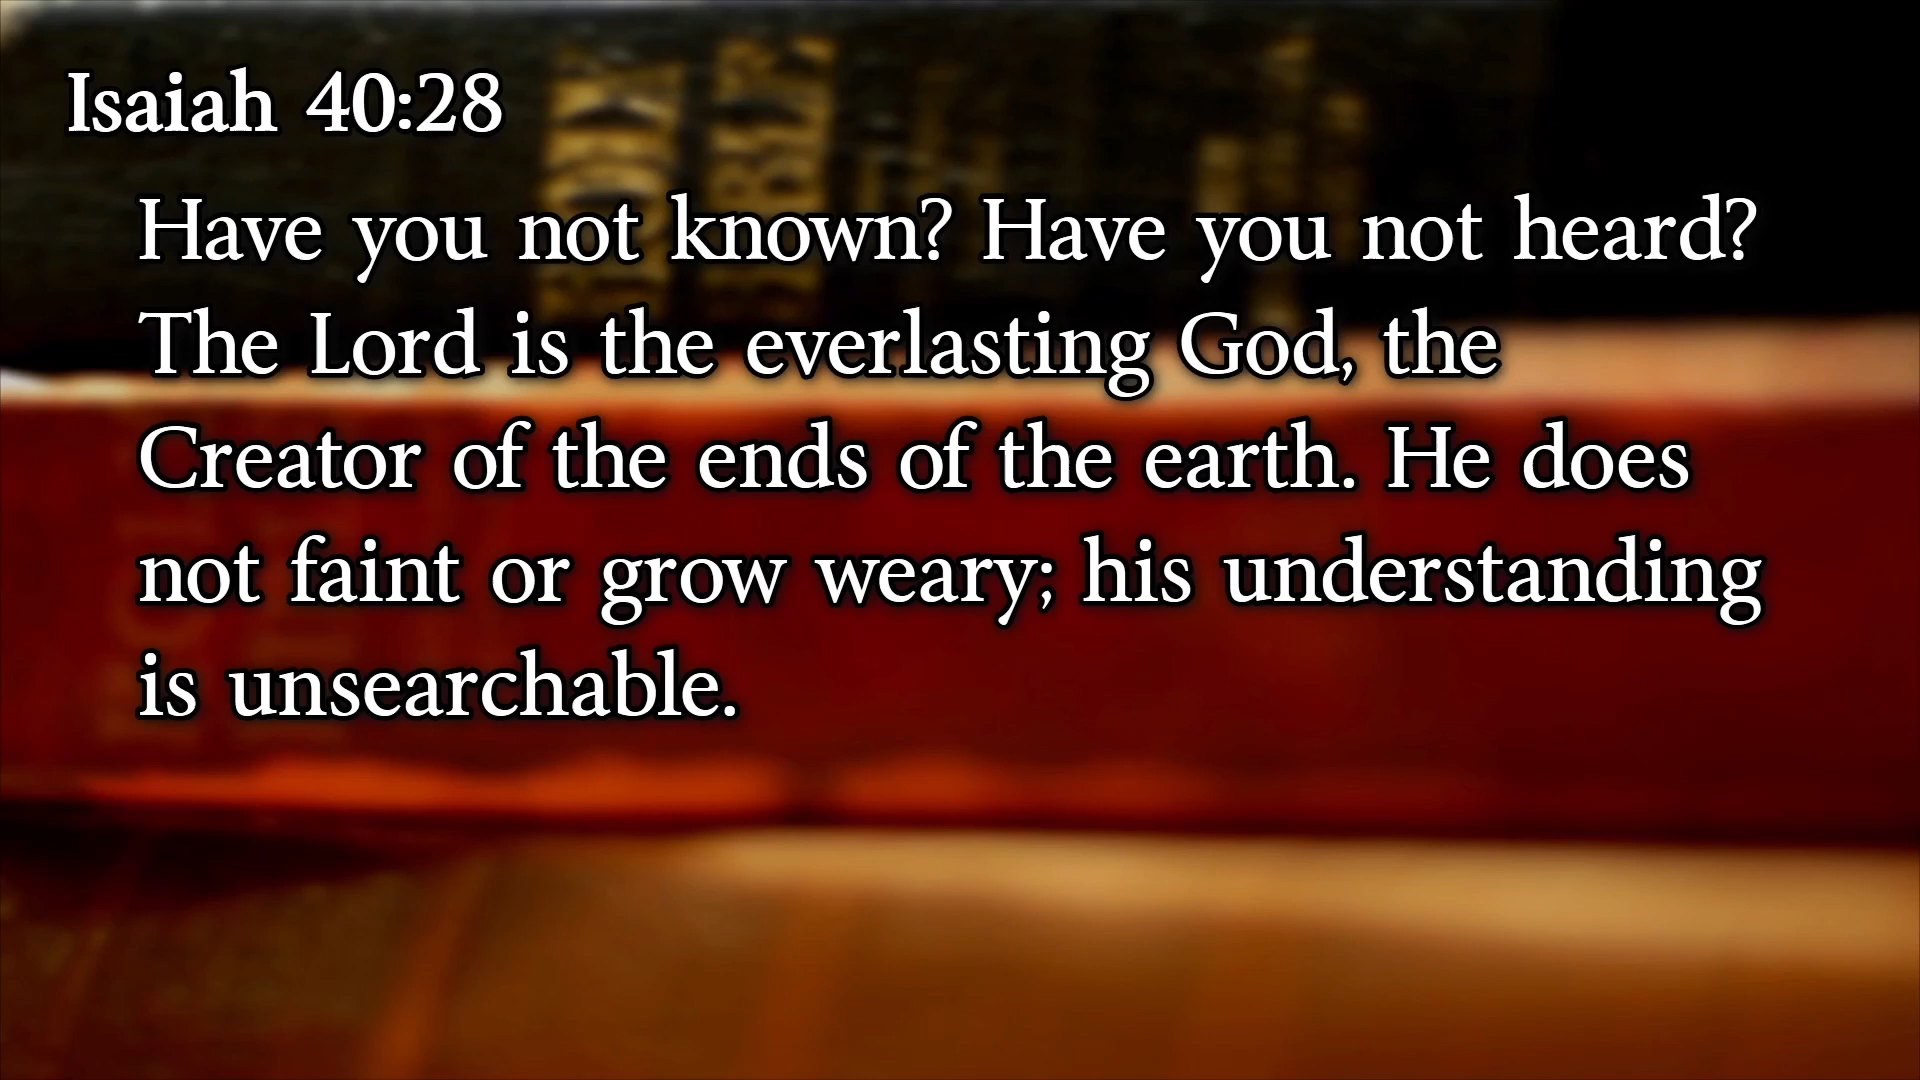 Isaiah 40:28
Have you not known? Have you not heard?
The Lord is the everlasting God, the
Creator of the ends of the earth. He does
not faint or grow weary; his understanding
is unsearchable.